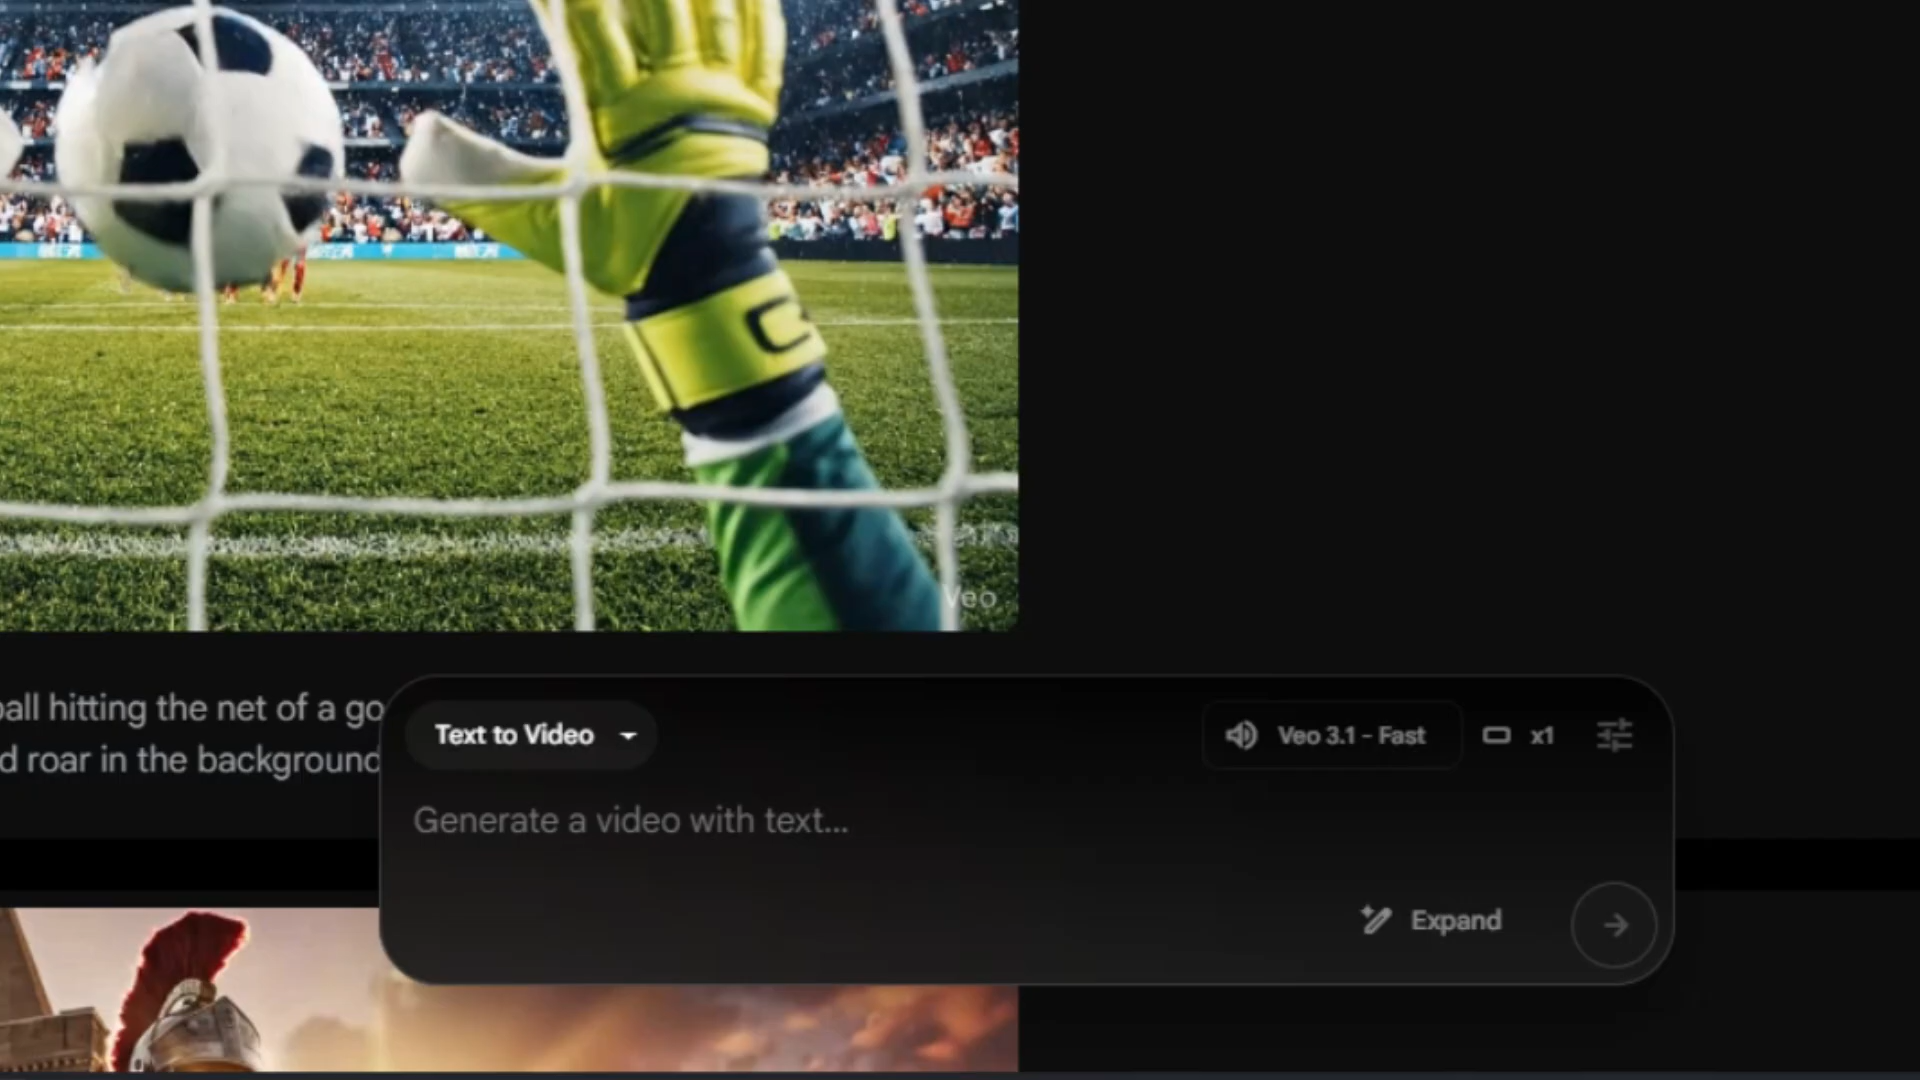 Veo
ball hitting the net of a go
d roar in the background
Text to Video
Veo 3.1 - Fast
x1
Generate a video with text...
Expand